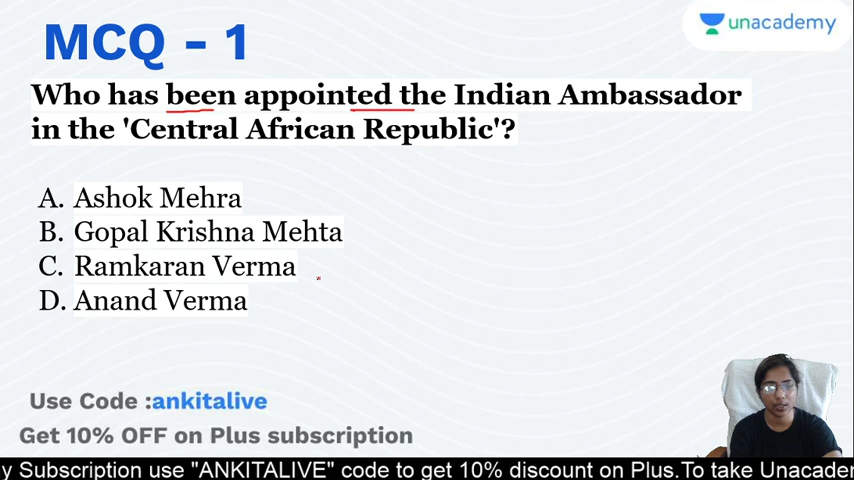 MCQ - 1
unacademy
Who has been appointed the Indian Ambassador
in the 'Central African Republic'?
A. Ashok Mehra
B. Gopal Krishna Mehta
C. Ramkaran Verma
D. Anand Verma
Use Code :ankitalive
Get 10% OFF on Plus subscription
y Subscription use "ANKITALIVE" code to get 10% discount on Plus.To take Unacader